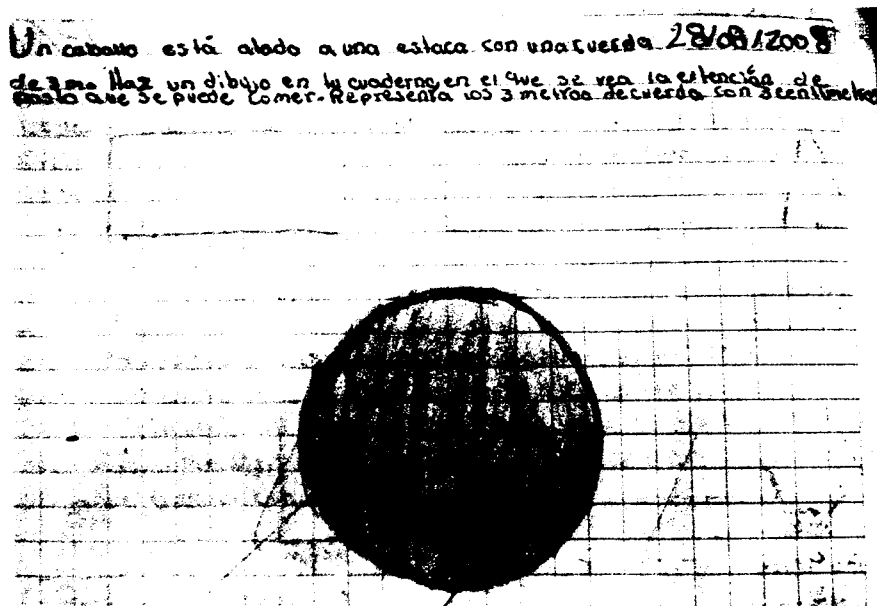 Un caballo está atado a una estaca con una cuerda 28/08/2008
de 3 m. Haz un dibujo en tu cuaderno en el que se vea la estención de
pasto que se puede comer. Representa los 3 metros de cuerda con 3 centimetros